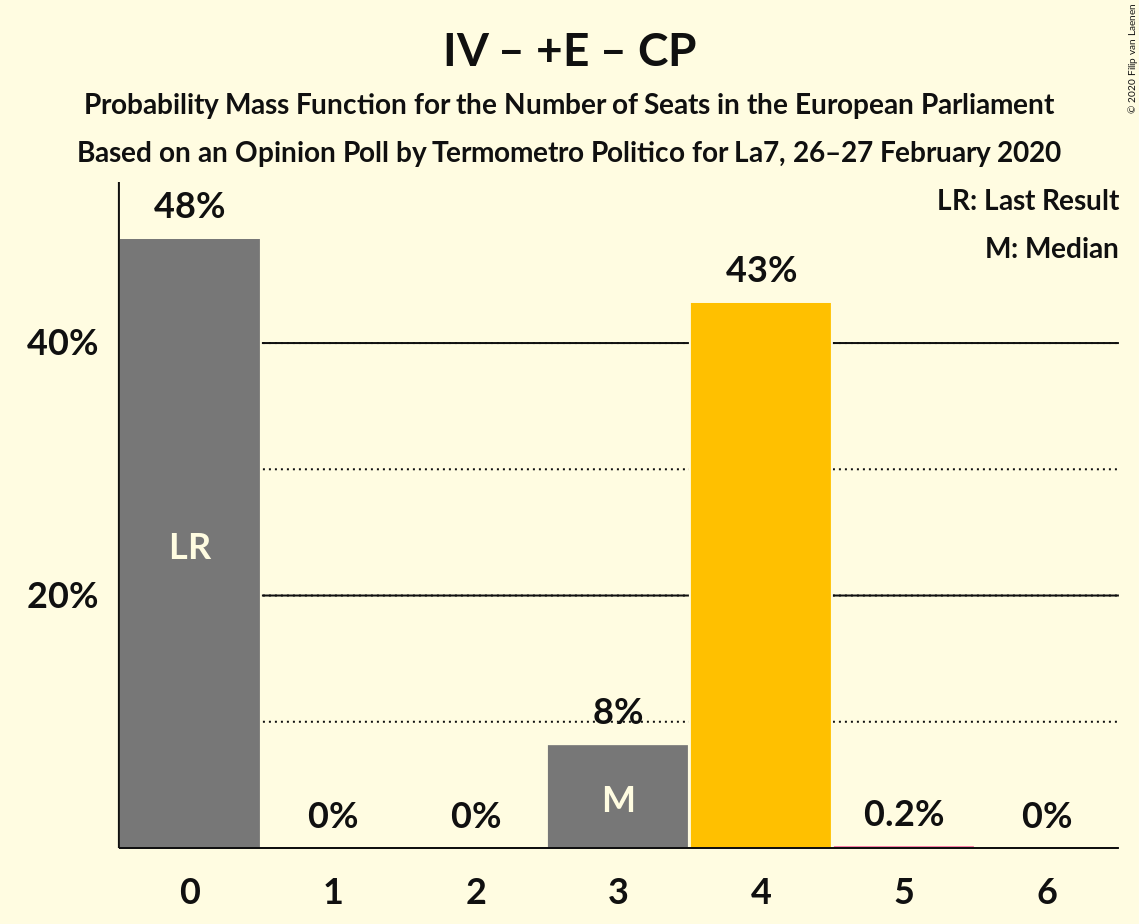 IV – +E – CP
Probability Mass Function for the Number of Seats in the European Parliament
Based on an Opinion Poll by Termometro Politico for La7, 26–27 February 2020
© 2020 Filip van Laenen
LR: Last Result
M: Median
48%
43%
40%
LR
20%
8%
M
0%
0%
0.2%
0%
0 1 2 3 4 5 6